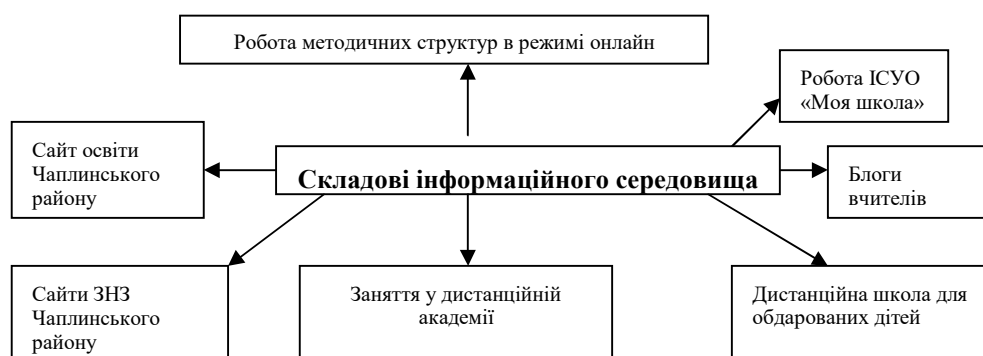 Робота методичних структур в режимі онлайн
Робота ІСУО
«Моя школа»
Сайт освіти
Чаплинського
району
Складові інформаційного середовища
Блоги
вчителів
Сайти ЗНЗ
Чаплинського
району
Заняття у дистанційній
академії
Дистанційна школа для
обдарованих дітей